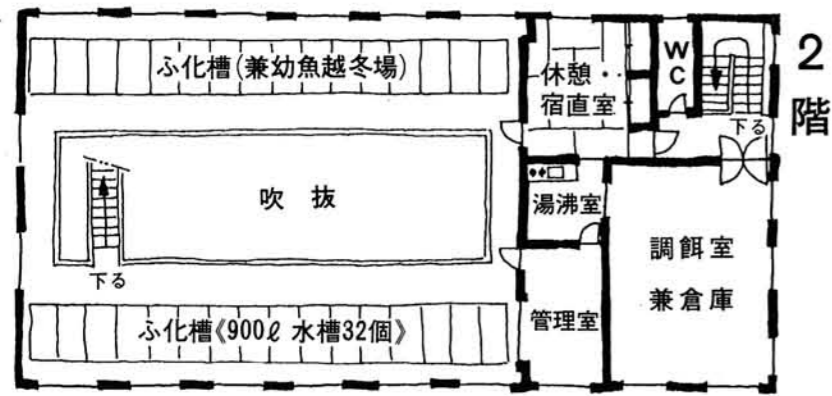 2階
ふ化槽(兼幼魚越冬場)
休憩・・
宿直室
WC
下る
吹抜
下る
湯沸室
調餌室
兼倉庫
管理室
ふ化槽《900ℓ 水槽32個》